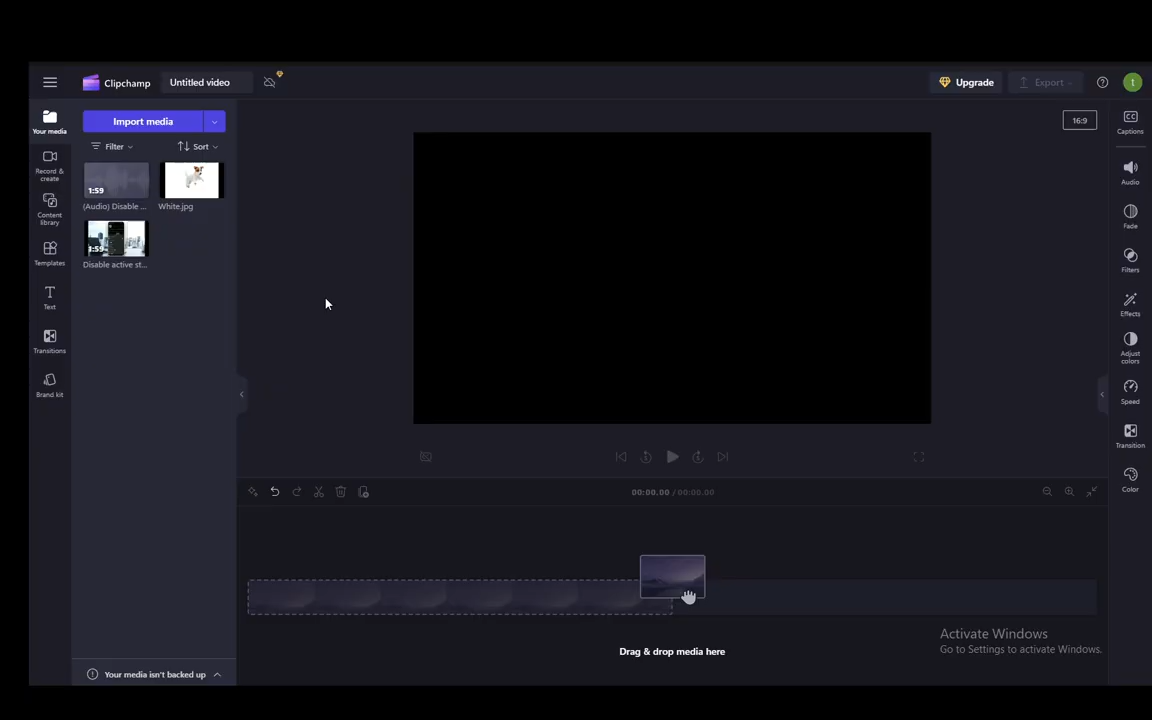 Clipchamp
Untitled video
Upgrade
Export
t
Your media
Record &
create
Content
library
Templates
Text
Transitions
Brand kit
Import media
Filter
Sort
1:59
(Audio) Disable ...
White.jpg
1:59
Disable active st...
Your media isn't backed up
16:9
00:00.00 / 00:00.00
Drag & drop media here
CC
Captions
Audio
Fade
Filters
Effects
Adjust
colors
Speed
Transition
Color
Activate Windows
Go to Settings to activate Windows.